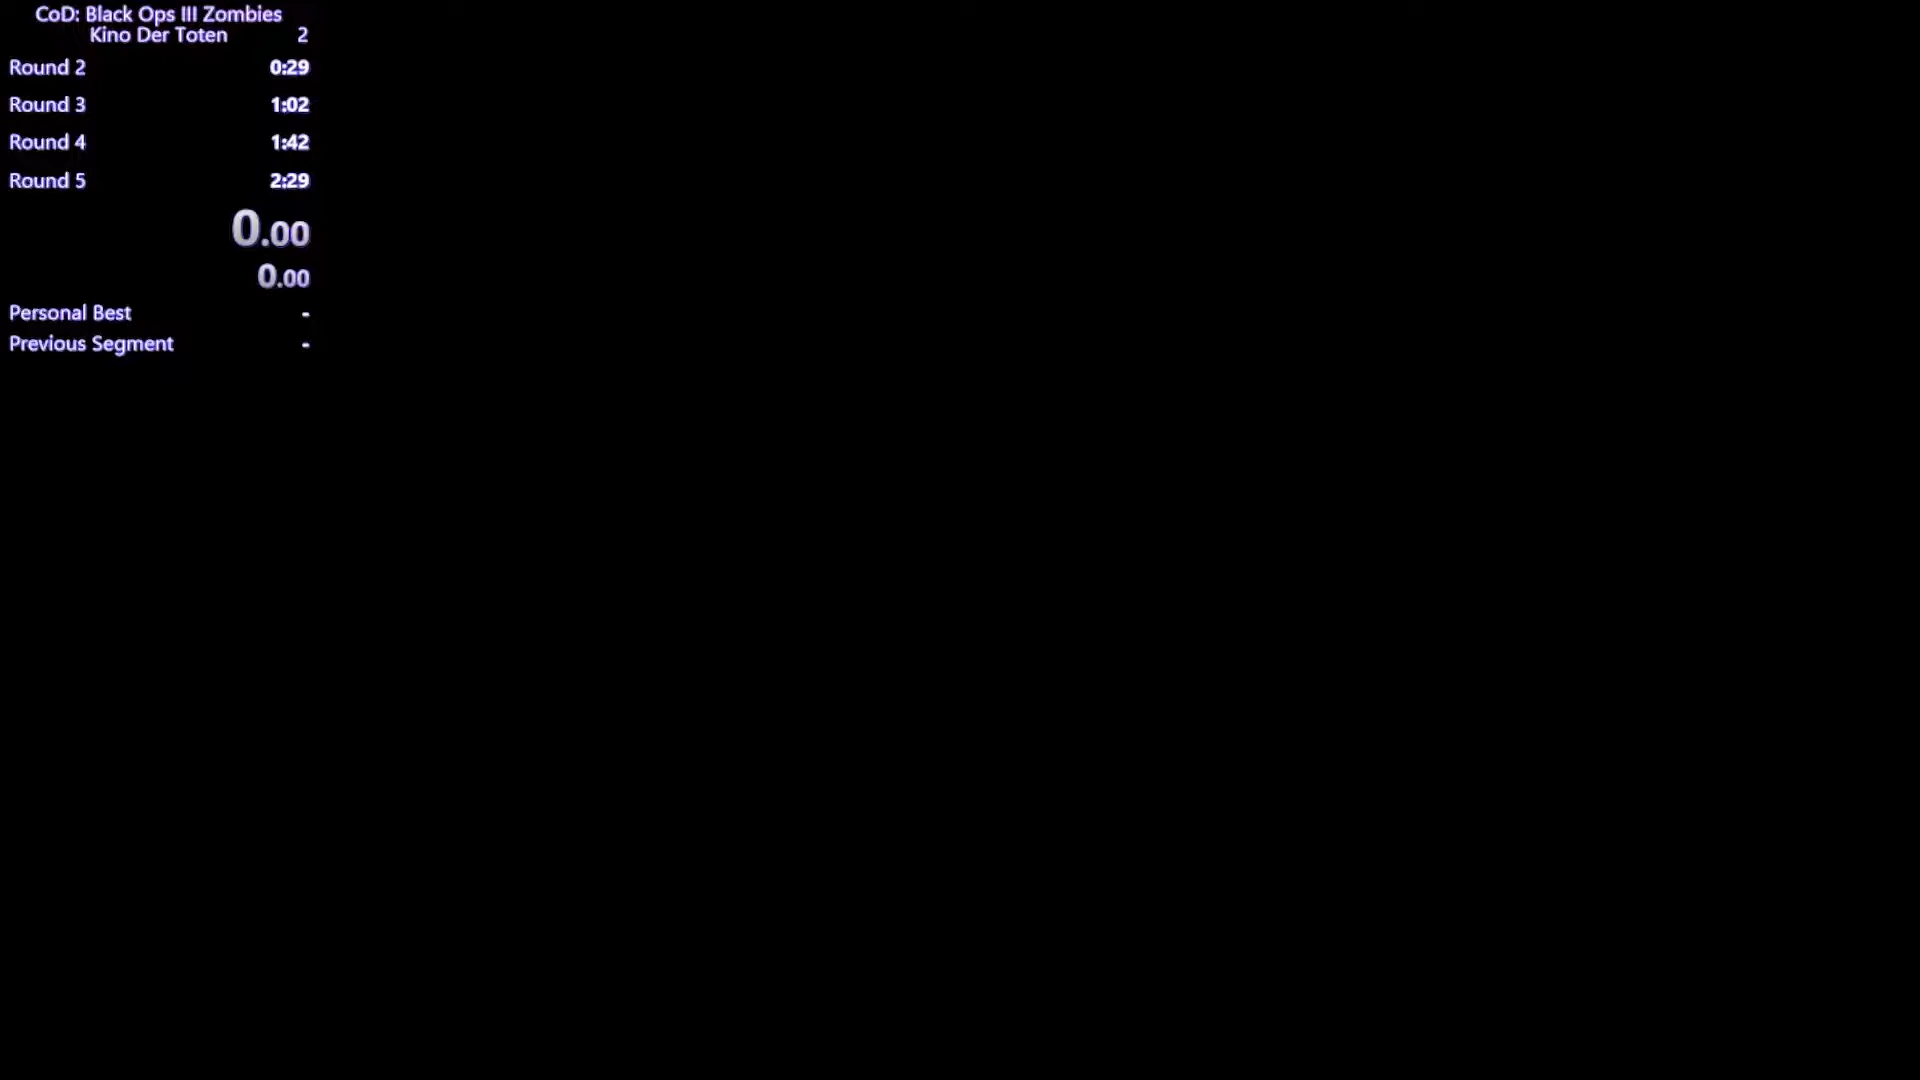 CoD: Black Ops III Zombies
Kino Der Toten 2
Round 2 0:29
Round 3 1:02
Round 4 1:42
Round 5 2:29
0.00
0.00
Personal Best -
Previous Segment -